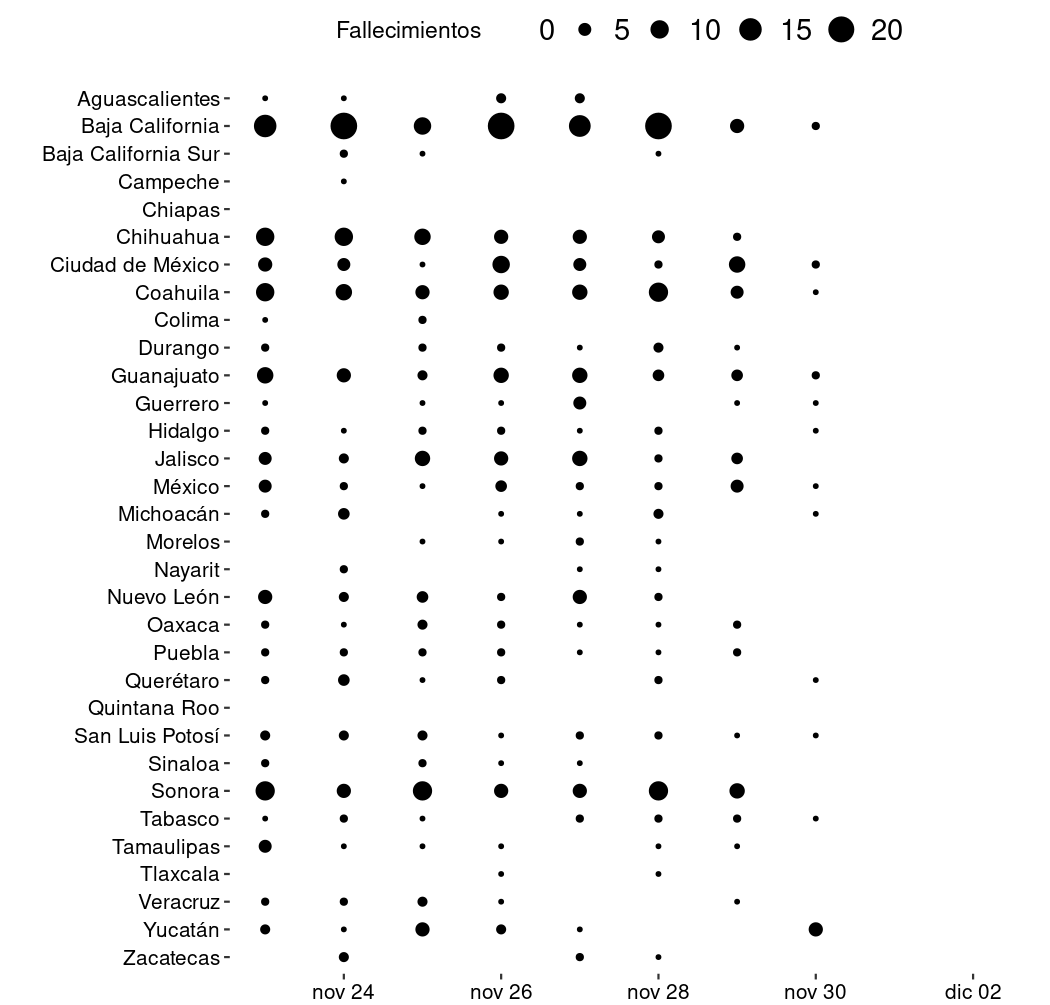 Fallecimientos 0 5 10 15 20
Aguascalientes
Baja California
Baja California Sur
Campeche
Chiapas
Chihuahua
Ciudad de México
Coahuila
Colima
Durango
Guanajuato
Guerrero
Hidalgo
Jalisco
México
Michoacán
Morelos
Nayarit
Nuevo León
Oaxaca
Puebla
Querétaro
Quintana Roo
San Luis Potosí
Sinaloa
Sonora
Tabasco
Tamaulipas
Tlaxcala
Veracruz
Yucatán
Zacatecas
nov 24 nov 26 nov 28 nov 30 dic 02